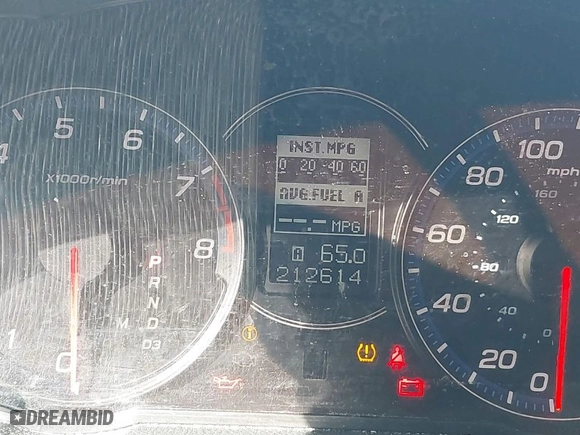 4 5 6 7 8
X1000r/min
1 0
P
R
N
D
D3
M
INST.MPG
0 20 40 60
AVG.FUEL A
--.- MPG
A 65.0
212614
100
mph
80
160
120
60
80
40
40
0
20
0
DREAMBID